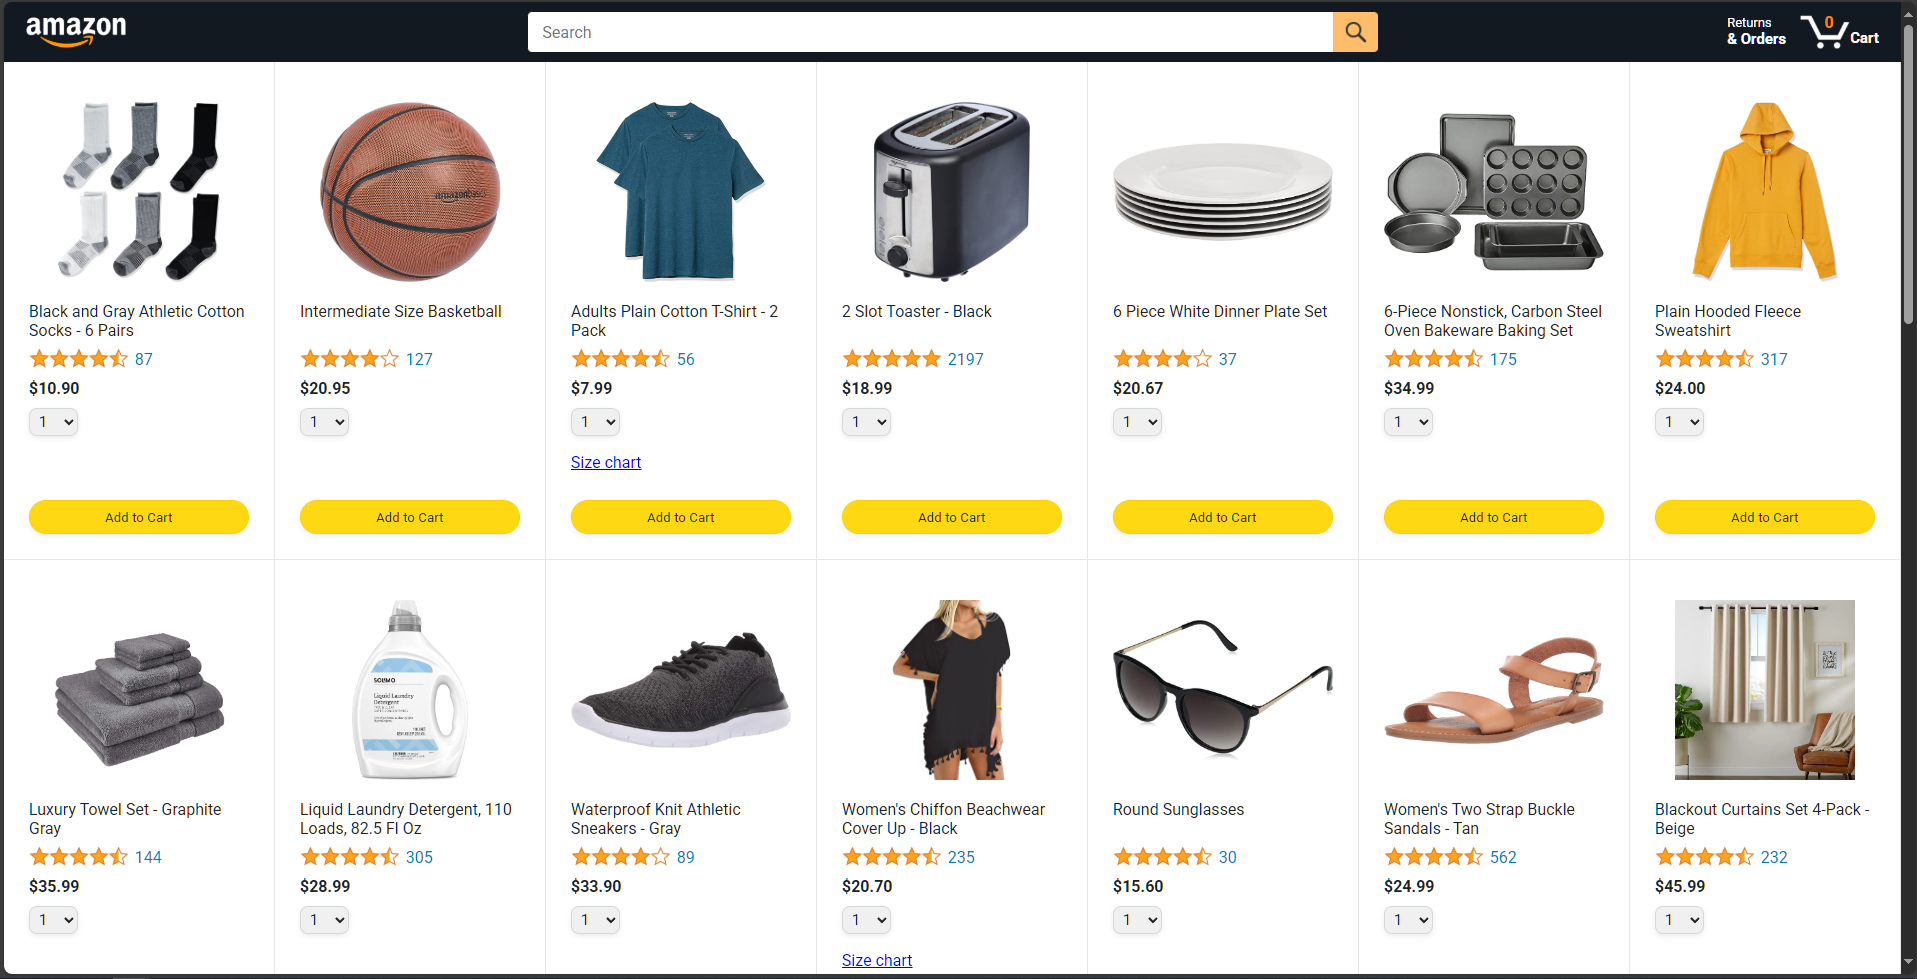 amazon
Search
Returns
& Orders
0
Cart
Black and Gray Athletic Cotton
Socks - 6 Pairs
87
$10.90
1
Add to Cart
amazon
Intermediate Size Basketball
127
$20.95
1
Add to Cart
Adults Plain Cotton T-Shirt - 2
Pack
56
$7.99
1
Size chart
Add to Cart
2 Slot Toaster - Black
2197
$18.99
1
Add to Cart
6 Piece White Dinner Plate Set
37
$20.67
1
Add to Cart
6-Piece Nonstick, Carbon Steel
Oven Bakeware Baking Set
175
$34.99
1
Add to Cart
Plain Hooded Fleece
Sweatshirt
317
$24.00
1
Add to Cart
Luxury Towel Set - Graphite
Gray
144
$35.99
1
SOLIMO
Liquid Laundry
Detergent
Liquid Laundry Detergent, 110
Loads, 82.5 Fl Oz
305
$28.99
1
Waterproof Knit Athletic
Sneakers - Gray
89
$33.90
1
Women's Chiffon Beachwear
Cover Up - Black
235
$20.70
1
Size chart
Round Sunglasses
30
$15.60
1
Women's Two Strap Buckle
Sandals - Tan
562
$24.99
1
Blackout Curtains Set 4-Pack -
Beige
232
$45.99
1